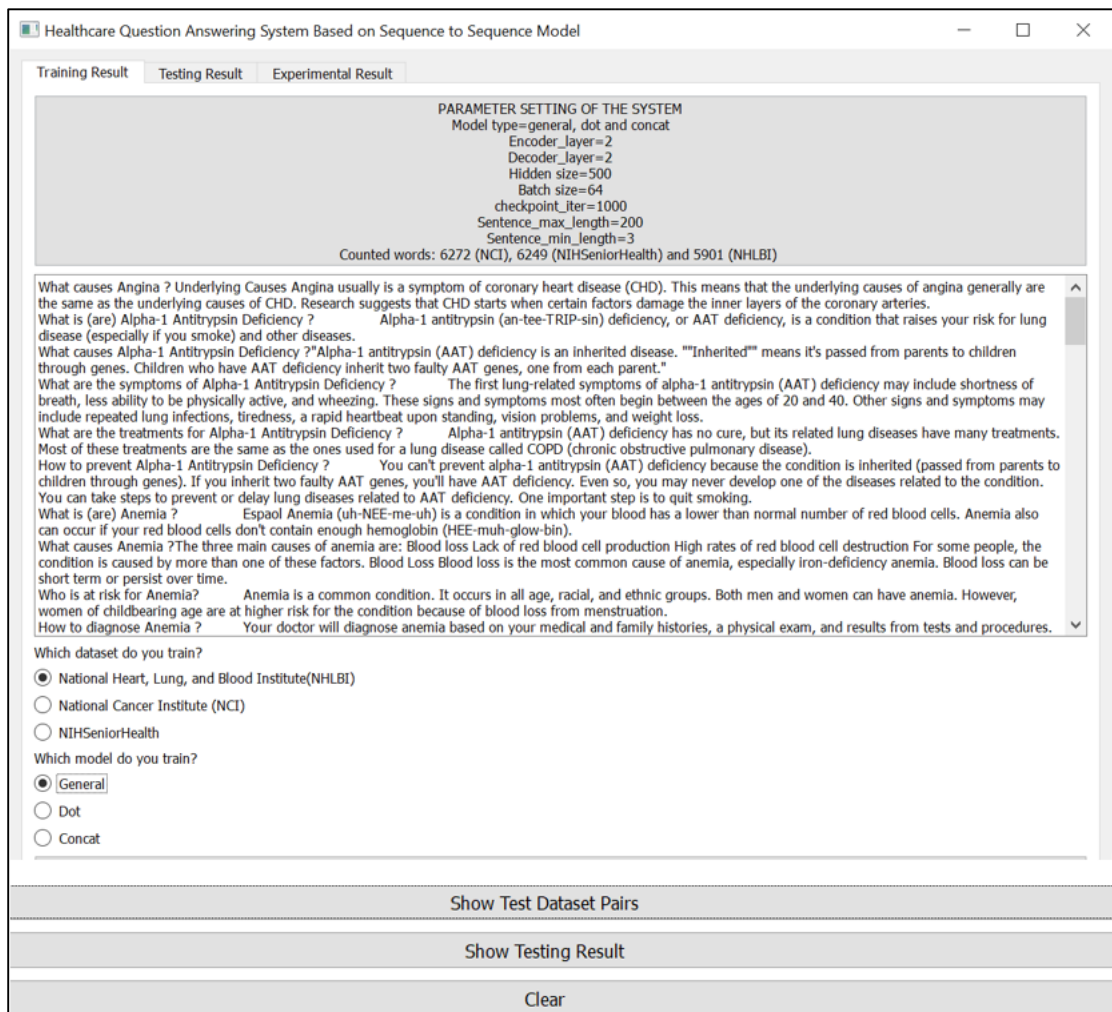 Healthcare Question Answering System Based on Sequence to Sequence Model
Training Result Testing Result Experimental Result
PARAMETER SETTING OF THE SYSTEM
Model type=general, dot and concat
Encoder_layer=2
Decoder_layer=2
Hidden size=500
Batch size=64
checkpoint_iter=1000
Sentence_max_length=200
Sentence_min_length=3
Counted words: 6272 (NCI), 6249 (NIHSeniorHealth) and 5901 (NHLBI)
What causes Angina ? Underlying Causes Angina usually is a symptom of coronary heart disease (CHD). This means that the underlying causes of angina generally are
the same as the underlying causes of CHD. Research suggests that CHD starts when certain factors damage the inner layers of the coronary arteries.
What is (are) Alpha-1 Antitrypsin Deficiency ? Alpha-1 antitrypsin (an-tee-TRIP-sin) deficiency, or AAT deficiency, is a condition that raises your risk for lung
disease (especially if you smoke) and other diseases.
What causes Alpha-1 Antitrypsin Deficiency ?"Alpha-1 antitrypsin (AAT) deficiency is an inherited disease. ""Inherited"" means it's passed from parents to children
through genes. Children who have AAT deficiency inherit two faulty AAT genes, one from each parent."
What are the symptoms of Alpha-1 Antitrypsin Deficiency ? The first lung-related symptoms of alpha-1 antitrypsin (AAT) deficiency may include shortness of
breath, less ability to be physically active, and wheezing. These signs and symptoms most often begin between the ages of 20 and 40. Other signs and symptoms may
include repeated lung infections, tiredness, a rapid heartbeat upon standing, vision problems, and weight loss.
What are the treatments for Alpha-1 Antitrypsin Deficiency ? Alpha-1 antitrypsin (AAT) deficiency has no cure, but its related lung diseases have many treatments.
Most of these treatments are the same as the ones used for a lung disease called COPD (chronic obstructive pulmonary disease).
How to prevent Alpha-1 Antitrypsin Deficiency ? You can't prevent alpha-1 antitrypsin (AAT) deficiency because the condition is inherited (passed from parents to
children through genes). If you inherit two faulty AAT genes, you'll have AAT deficiency. Even so, you may never develop one of the diseases related to the condition.
You can take steps to prevent or delay lung diseases related to AAT deficiency. One important step is to quit smoking.
What is (are) Anemia ? Espaol Anemia (uh-NEE-me-uh) is a condition in which your blood has a lower than normal number of red blood cells. Anemia also
can occur if your red blood cells don't contain enough hemoglobin (HEE-muh-glow-bin).
What causes Anemia ?The three main causes of anemia are: Blood loss Lack of red blood cell production High rates of red blood cell destruction For some people, the
condition is caused by more than one of these factors. Blood Loss Blood loss is the most common cause of anemia, especially iron-deficiency anemia. Blood loss can be
short term or persist over time.
Who is at risk for Anemia? Anemia is a common condition. It occurs in all age, racial, and ethnic groups. Both men and women can have anemia. However,
women of childbearing age are at higher risk for the condition because of blood loss from menstruation.
How to diagnose Anemia ? Your doctor will diagnose anemia based on your medical and family histories, a physical exam, and results from tests and procedures.
Which dataset do you train?
National Heart, Lung, and Blood Institute(NHLBI)
National Cancer Institute (NCI)
NIHSeniorHealth
Which model do you train?
General
Dot
Concat
Show Test Dataset Pairs
Show Testing Result
Clear